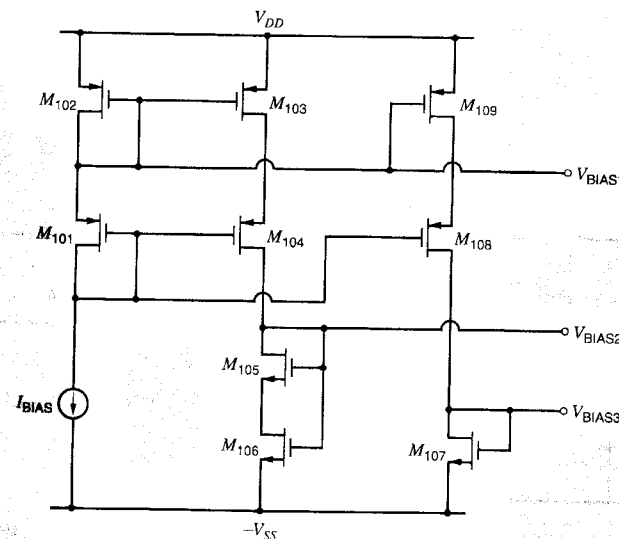 V_DD
M_102
M_103
M_109
V_BIAS1
M_101
M_104
M_108
V_BIAS2
M_105
I_BIAS
V_BIAS3
M_106
M_107
-V_SS